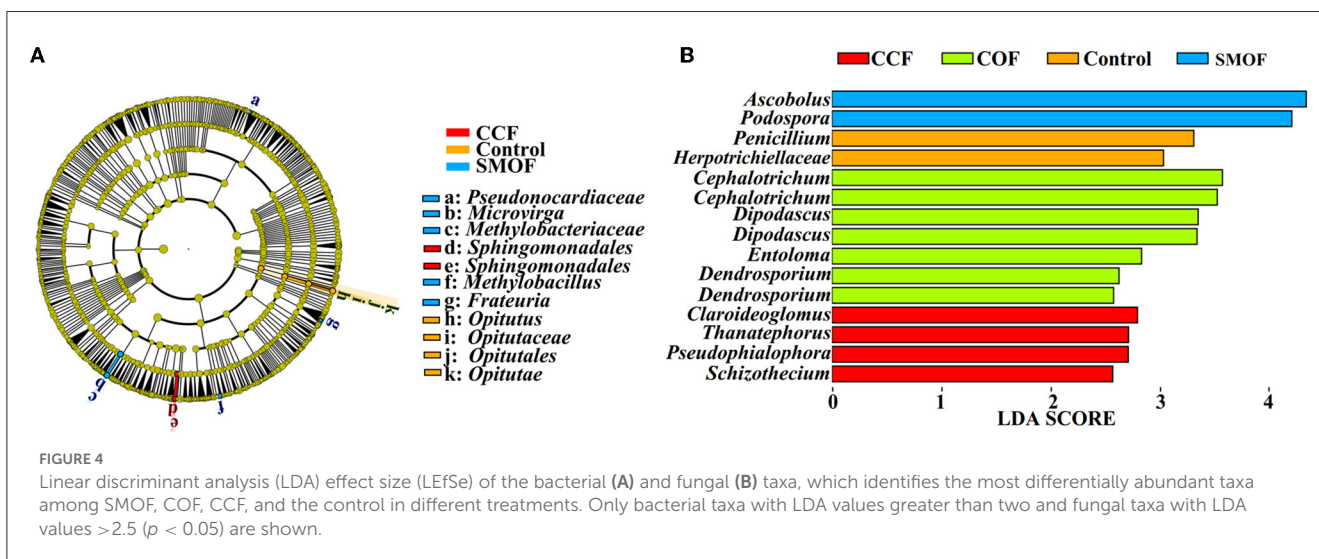 A
a
b
c
d
e
f
g
h
i
j
k
CCF
Control
SMOF
a: Pseudonocardiaceae
b: Microvirga
c: Methylobacteriaceae
d: Sphingomonadales
e: Sphingomonadales
f: Methylobacillus
g: Frateuria
h: Opitutus
i: Opitutaceae
j: Opitutales
k: Opitutae
B
CCF COF Control SMOF
Ascobolus
Podospora
Penicillium
Herpotrichiellaceae
Cephalotrichum
Cephalotrichum
Dipodascus
Dipodascus
Entoloma
Dendrosporium
Dendrosporium
Claroideoglomus
Thanatephorus
Pseudophialophora
Schizothecium
0 1 2 3 4
LDA SCORE
FIGURE 4
Linear discriminant analysis (LDA) effect size (LEfSe) of the bacterial (A) and fungal (B) taxa, which identifies the most differentially abundant taxa
among SMOF, COF, CCF, and the control in different treatments. Only bacterial taxa with LDA values greater than two and fungal taxa with LDA
values >2.5 (p < 0.05) are shown.